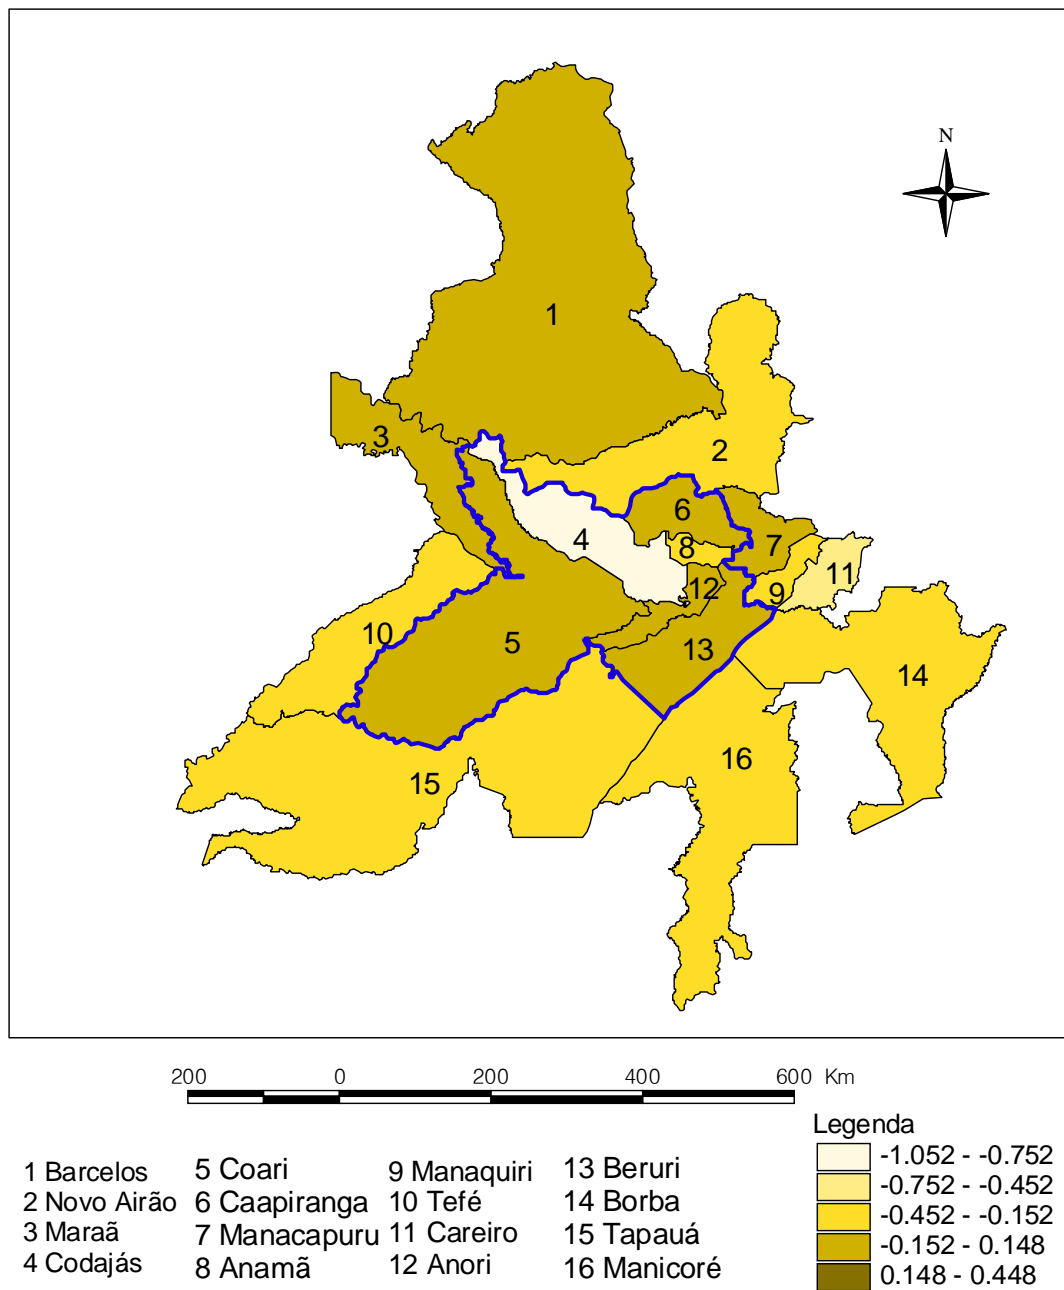 N
1
2
3
4
5
6
7
8
9
10
11
12
13
14
15
16
200 0 200 400 600 Km
Legenda
-1.052 - -0.752
-0.752 - -0.452
-0.452 - -0.152
-0.152 - 0.148
0.148 - 0.448
1 Barcelos
2 Novo Airão
3 Maraã
4 Codajás
5 Coari
6 Caapiranga
7 Manacapuru
8 Anamã
9 Manaquiri
10 Tefé
11 Careiro
12 Anori
13 Beruri
14 Borba
15 Tapauá
16 Manicoré